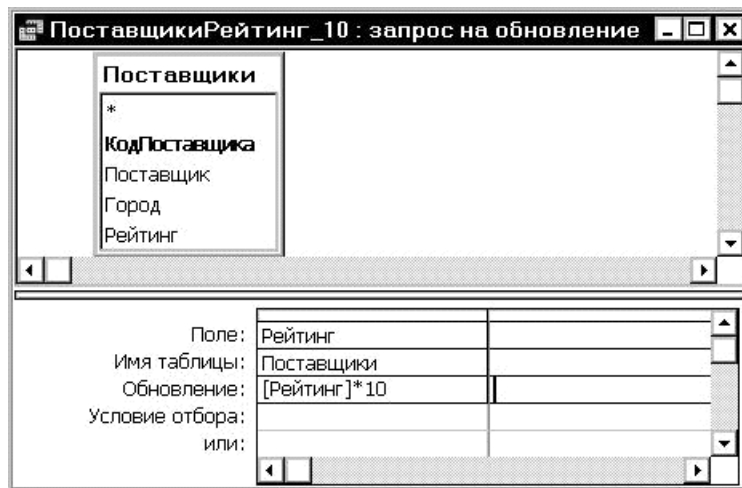 ПоставщикиРейтинг_10 : запрос на обновление
Поставщики
*
КодПоставщика
Поставщик
Город
Рейтинг
Поле: Рейтинг
Имя таблицы: Поставщики
Обновление: [Рейтинг]*10
Условие отбора:
или: